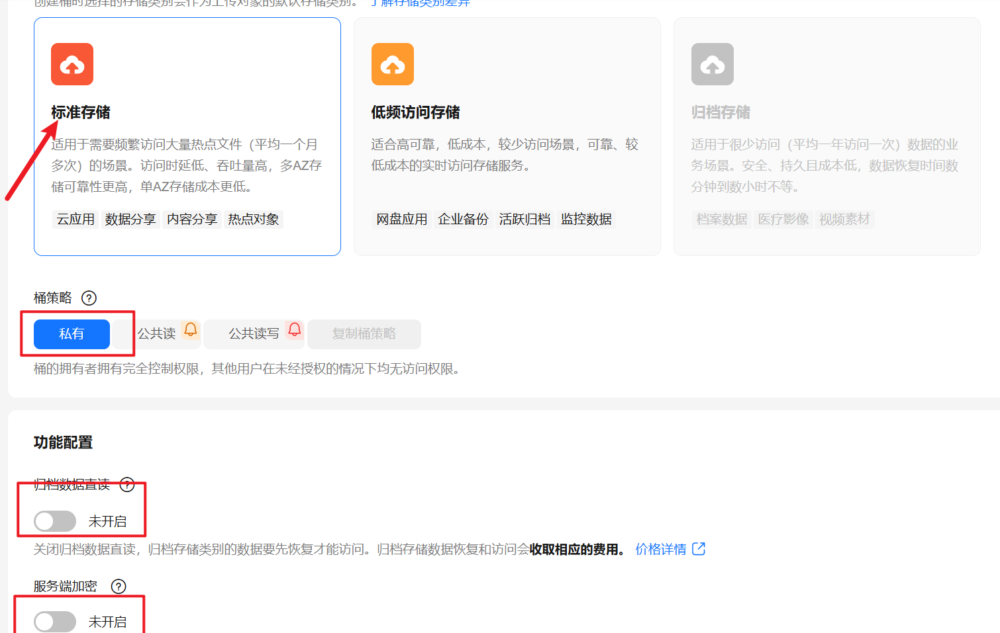 创建桶时选择的存储类别会作为上传对象的默认存储类别。 了解存储类别差异
标准存储
适用于需要频繁访问大量热点文件（平均一个月
多次）的场景。访问时延低、吞吐量高，多AZ存
储可靠性更高，单AZ存储成本更低。
云应用 数据分享 内容分享 热点对象
低频访问存储
适合高可靠，低成本，较少访问场景，可靠、较
低成本的实时访问存储服务。
网盘应用 企业备份 活跃归档 监控数据
归档存储
适用于很少访问（平均一年访问一次）数据的业
务场景。安全、持久且成本低，数据恢复时间数
分钟到数小时不等。
档案数据 医疗影像 视频素材
桶策略 ?
私有 公共读 公共读写 复制桶策略
桶的拥有者拥有完全控制权限，其他用户在未经授权的情况下均无访问权限。
功能配置
归档数据直读 ?
未开启
关闭归档数据直读，归档存储类别的数据要先恢复才能访问。归档存储数据恢复和访问会收取相应的费用。 价格详情
服务端加密 ?
未开启